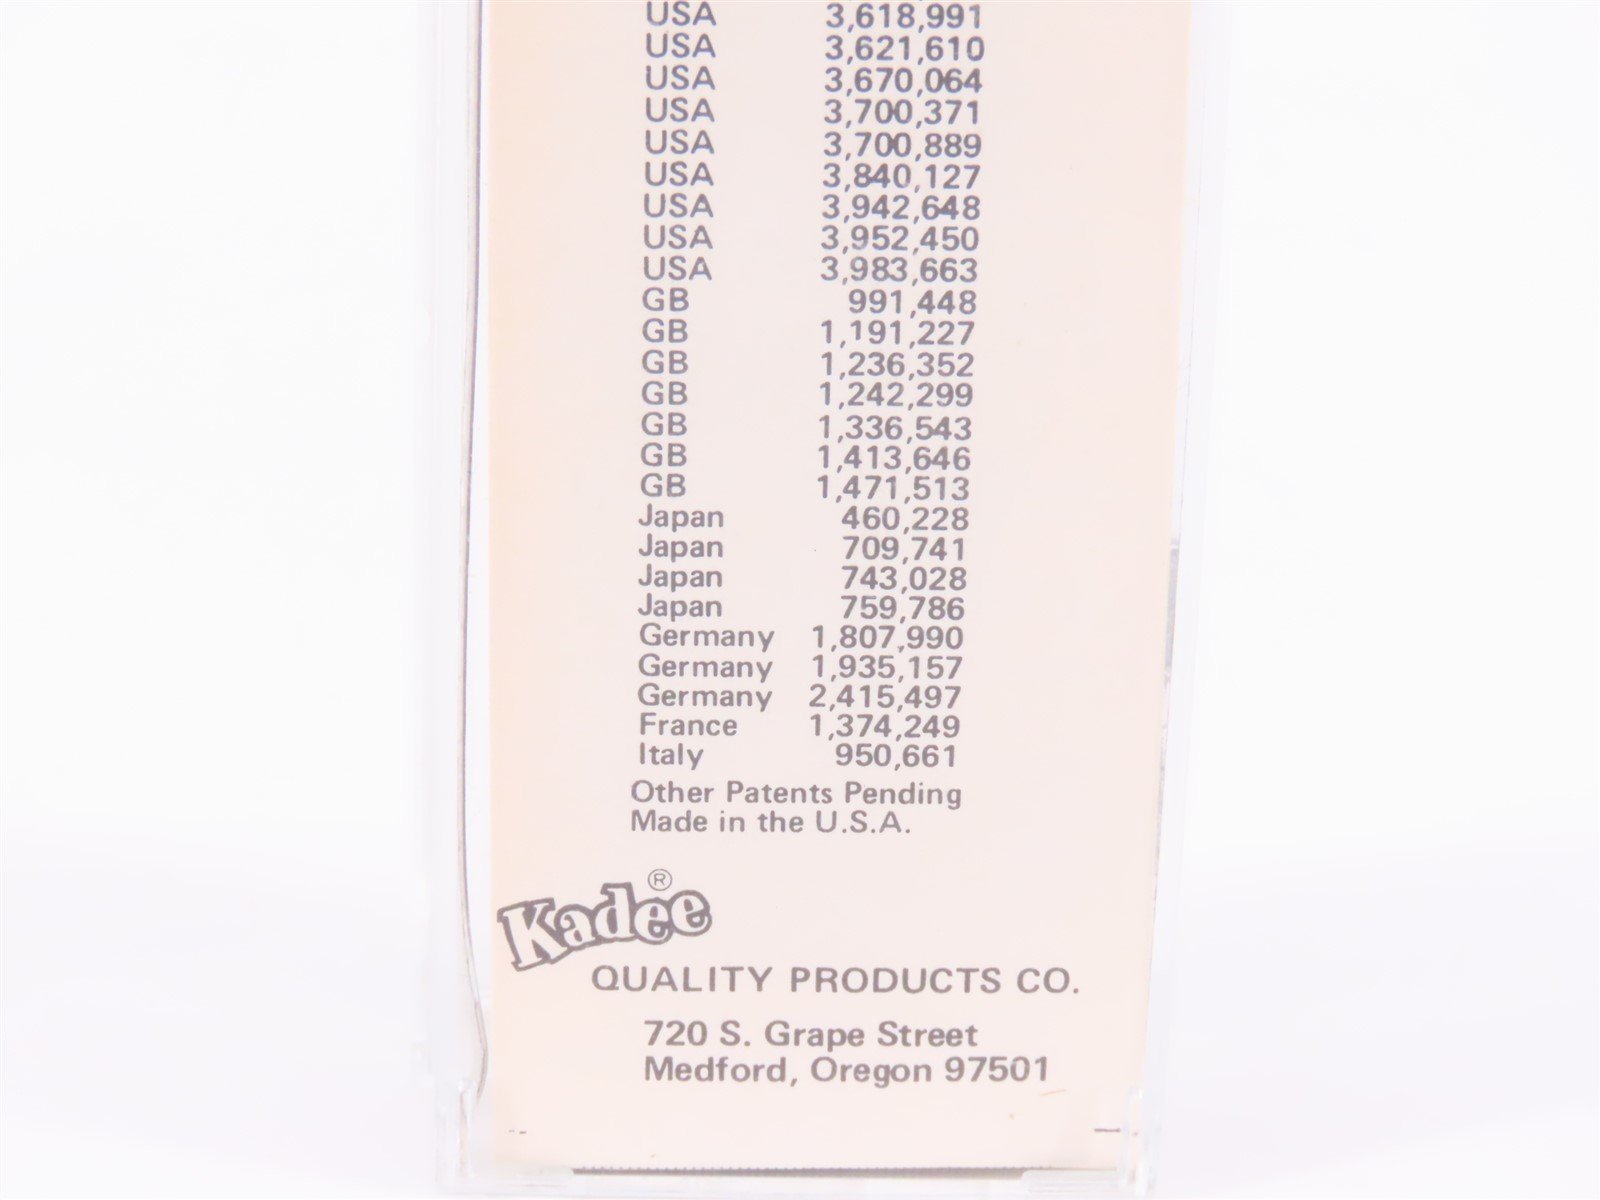 USA 3,618,991
USA 3,621,610
USA 3,670,064
USA 3,700,371
USA 3,700,889
USA 3,840,127
USA 3,942,648
USA 3,952,450
USA 3,983,663
GB 991,448
GB 1,191,227
GB 1,236,352
GB 1,242,299
GB 1,336,543
GB 1,413,646
GB 1,471,513
Japan 460,228
Japan 709,741
Japan 743,028
Japan 759,786
Germany 1,807,990
Germany 1,935,157
Germany 2,415,497
France 1,374,249
Italy 950,661
Other Patents Pending
Made in the U.S.A.
Kadee®
QUALITY PRODUCTS CO.
720 S. Grape Street
Medford, Oregon 97501